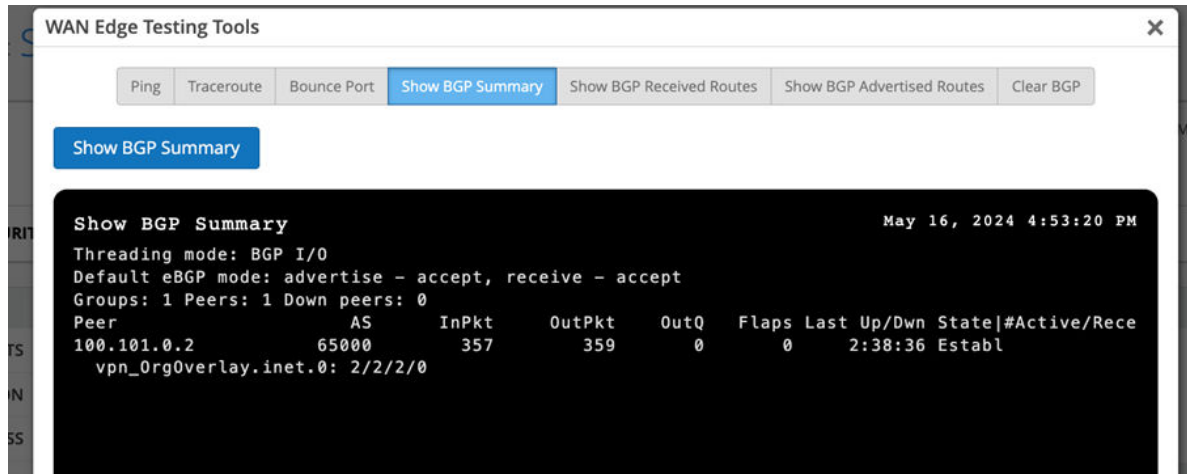 WAN Edge Testing Tools
Ping Traceroute Bounce Port Show BGP Summary Show BGP Received Routes Show BGP Advertised Routes Clear BGP
Show BGP Summary
Show BGP Summary May 16, 2024 4:53:20 PM
Threading mode: BGP I/O
Default eBGP mode: advertise – accept, receive – accept
Groups: 1 Peers: 1 Down peers: 0
Peer AS InPkt OutPkt OutQ Flaps Last Up/Dwn State|#Active/Rece
100.101.0.2 65000 357 359 0 0 2:38:36 Establ
vpn_OrgOverlay.inet.0: 2/2/2/0